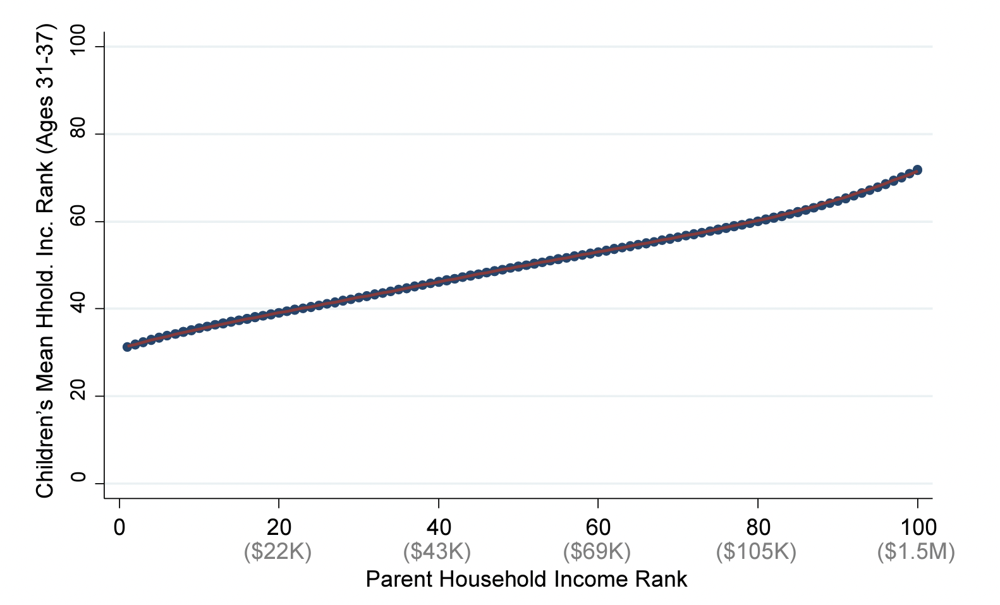 Children’s Mean Hhold. Inc. Rank (Ages 31-37)
100
80
60
40
20
0
0 20 40 60 80 100
($22K) ($43K) ($69K) ($105K) ($1.5M)
Parent Household Income Rank